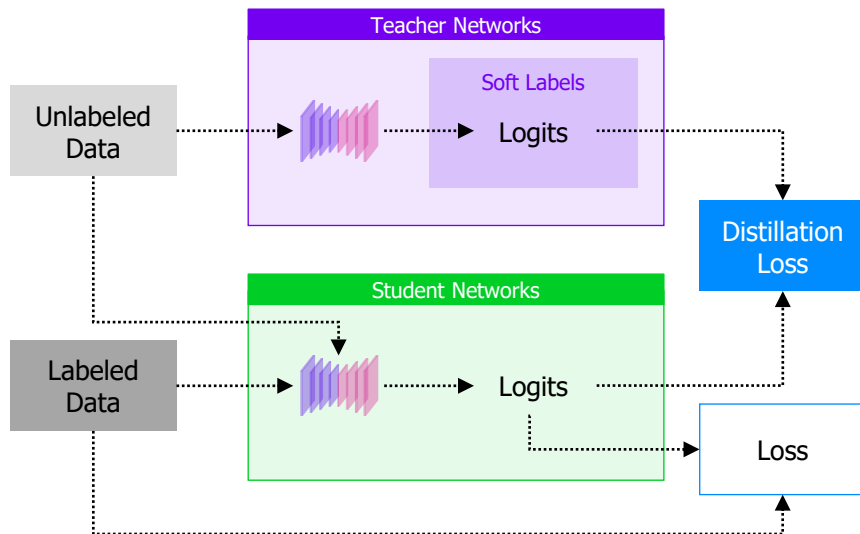 Teacher Networks
Soft Labels
Unlabeled
Data
Logits
Distillation
Loss
Student Networks
Labeled
Data
Logits
Loss